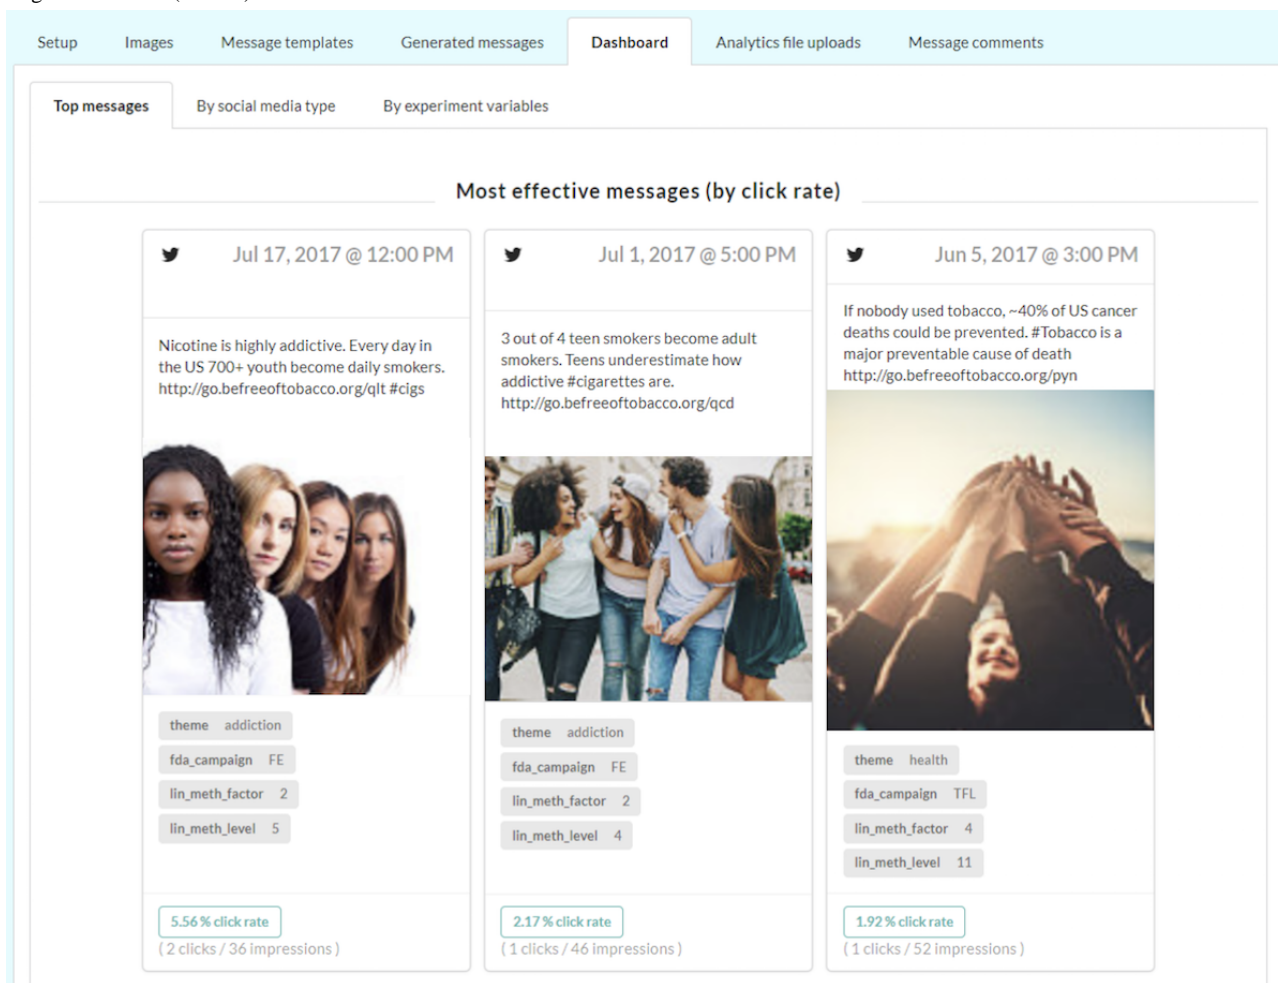 Setup Images Message templates Generated messages Dashboard Analytics file uploads Message comments
Top messages By social media type By experiment variables
Most effective messages (by click rate)
Jul 17, 2017 @ 12:00 PM
Nicotine is highly addictive. Every day in
the US 700+ youth become daily smokers.
http://go.befreeoftobacco.org/qlt #cigs
theme addiction
fda_campaign FE
lin_meth_factor 2
lin_meth_level 5
5.56 % click rate
( 2 clicks / 36 impressions )
Jul 1, 2017 @ 5:00 PM
3 out of 4 teen smokers become adult
smokers. Teens underestimate how
addictive #cigarettes are.
http://go.befreeoftobacco.org/qcd
theme addiction
fda_campaign FE
lin_meth_factor 2
lin_meth_level 4
2.17 % click rate
( 1 clicks / 46 impressions )
Jun 5, 2017 @ 3:00 PM
If nobody used tobacco, ~40% of US cancer
deaths could be prevented. #Tobacco is a
major preventable cause of death
http://go.befreeoftobacco.org/pyn
theme health
fda_campaign TFL
lin_meth_factor 4
lin_meth_level 11
1.92 % click rate
( 1 clicks / 52 impressions )